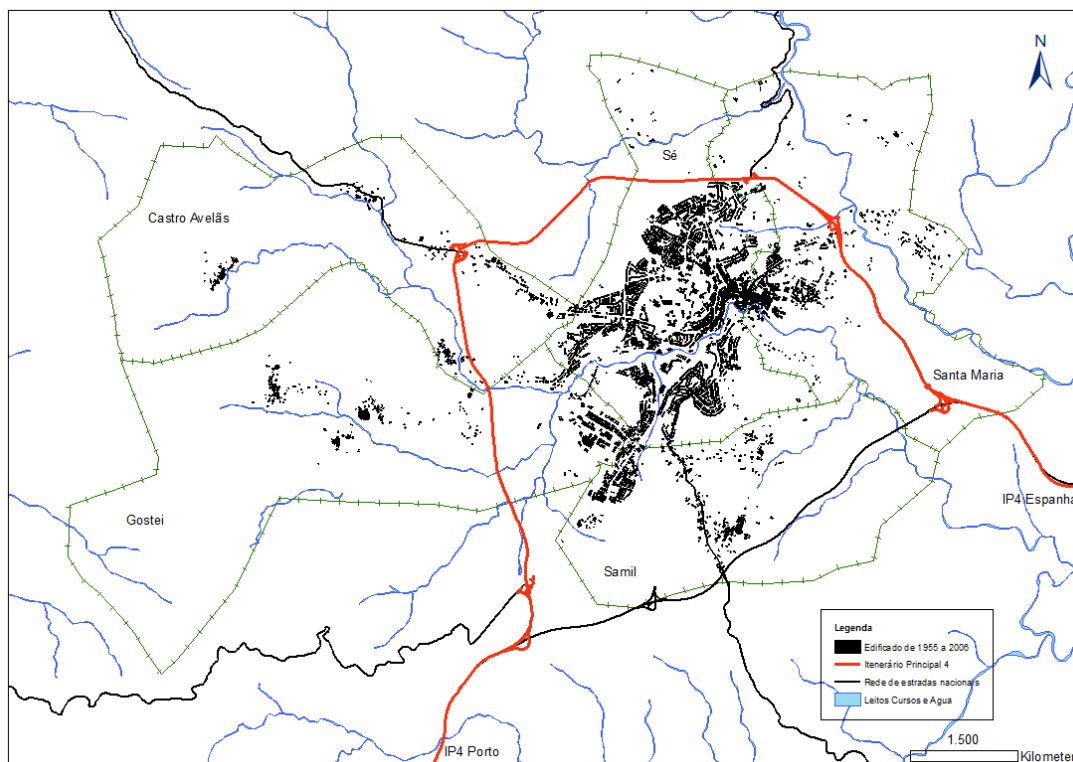 N
Sé
Castro Avelãs
Santa Maria
IP4 Espanha
Gostei
Samil
Legenda
Edificado de 1955 a 2006
Itenerário Principal 4
Rede de estradas nacionais
Leitos Cursos e Agua
1.500
Kilometer
IP4 Porto